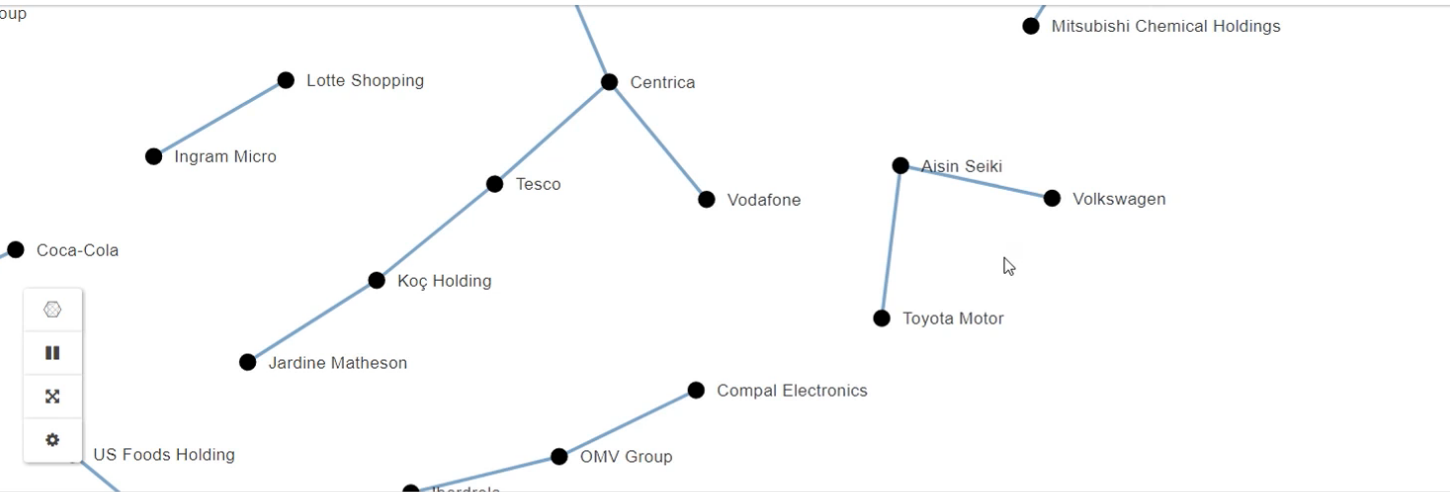 oup
Mitsubishi Chemical Holdings
Lotte Shopping
Centrica
Ingram Micro
Aisin Seiki
Tesco
Vodafone
Volkswagen
Coca-Cola
Koç Holding
Toyota Motor
Jardine Matheson
Compal Electronics
US Foods Holding
OMV Group
Iberdrola